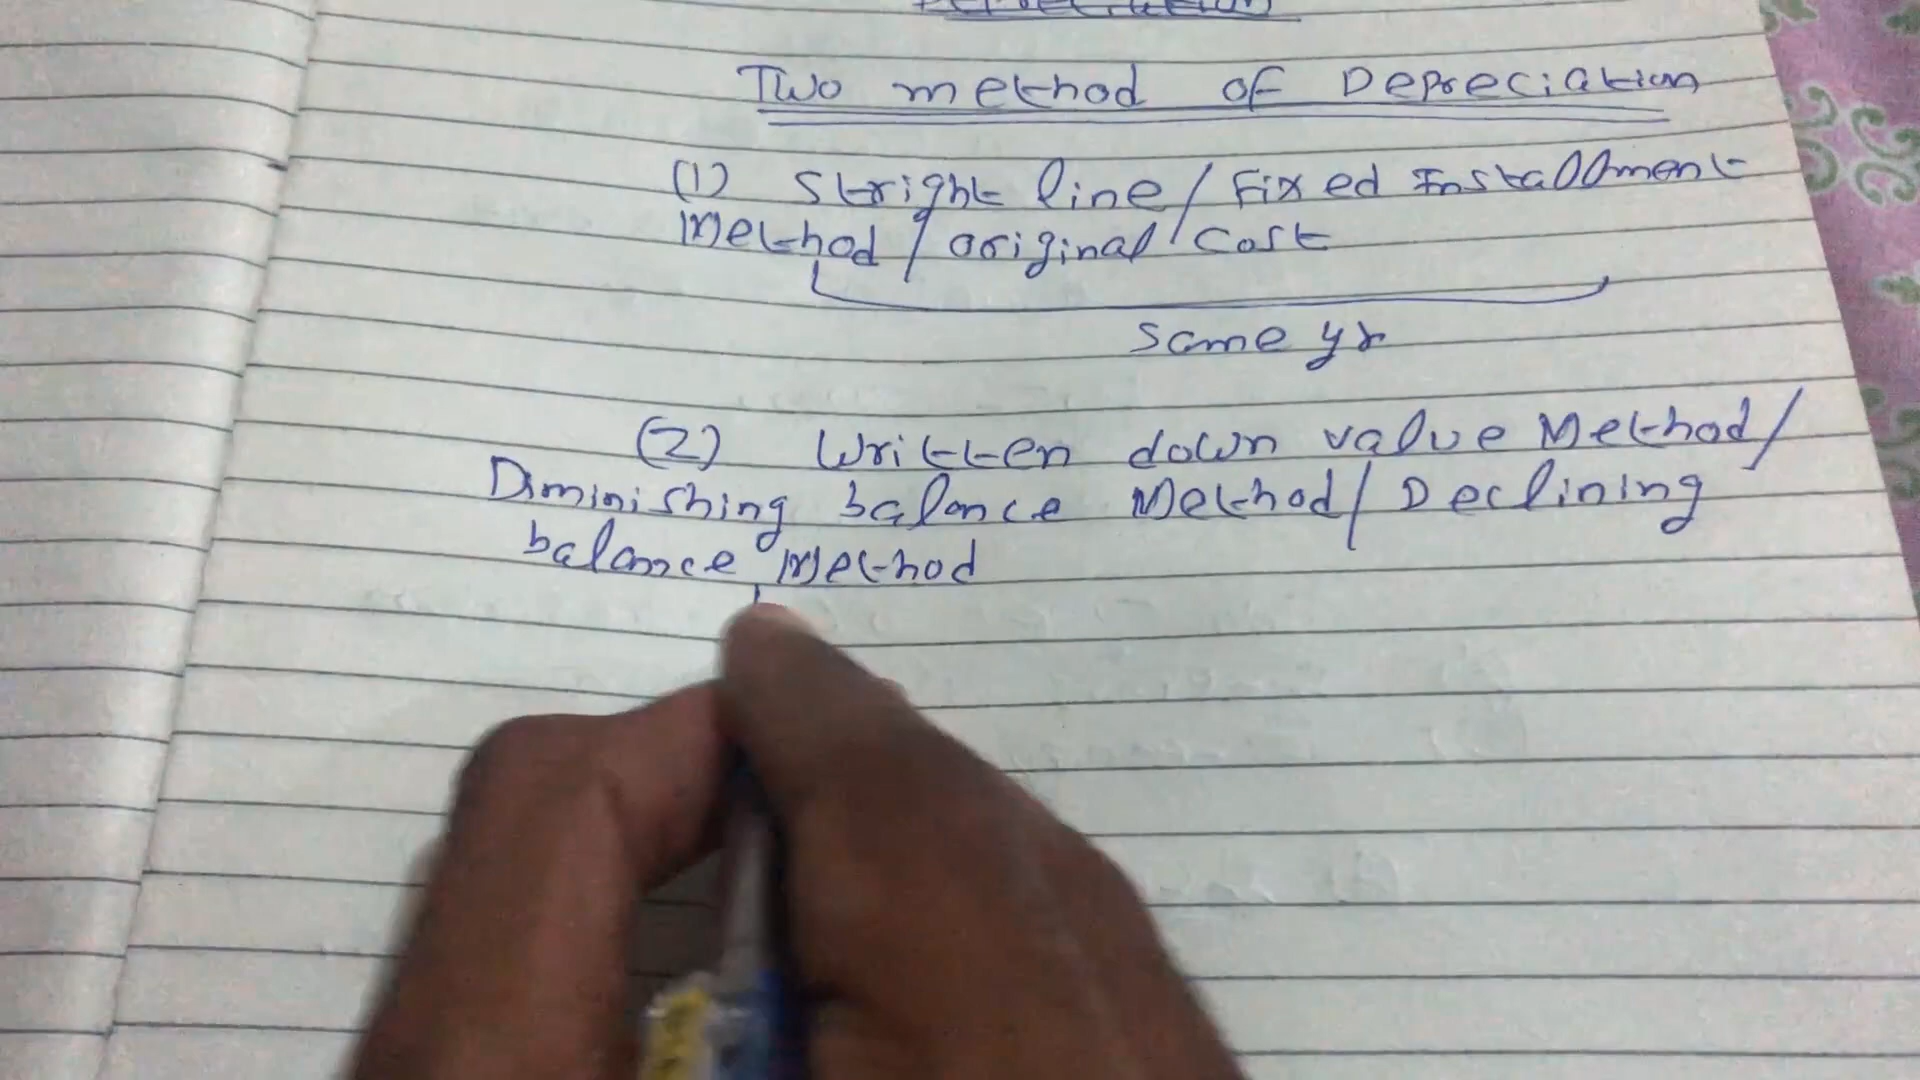 Two method of Depreciation
(1) Stright line/Fixed Installment
Method/original Cost
Same yr
(2) Written down value Method/
Diminishing balance Method/Declining
balance Method